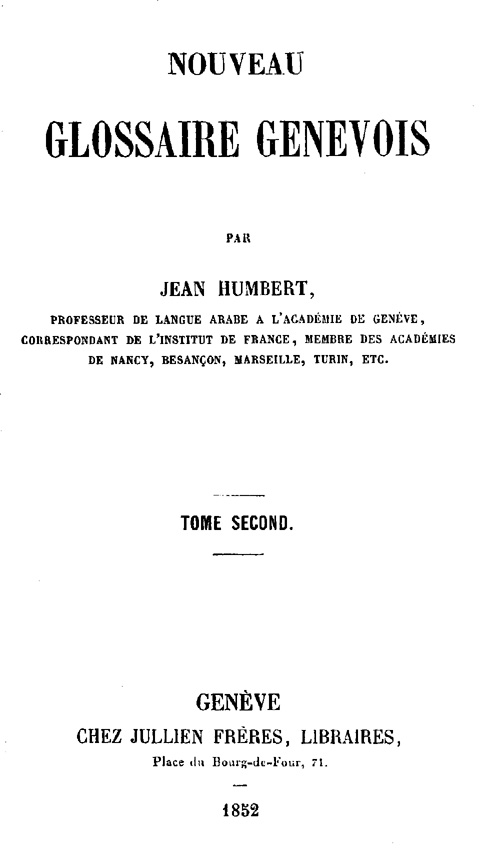 NOUVEAU
GLOSSAIRE GENEVOIS
PAR
JEAN HUMBERT,
PROFESSEUR DE LANGUE ARABE A L'ACADÉMIE DE GENÈVE,
CORRESPONDANT DE L'INSTITUT DE FRANCE, MEMBRE DES ACADÉMIES
DE NANCY, BESANÇON, MARSEILLE, TURIN, ETC.
TOME SECOND.
GENÈVE
CHEZ JULLIEN FRÈRES, LIBRAIRES,
Place du Bourg-de-Four, 71.
1852